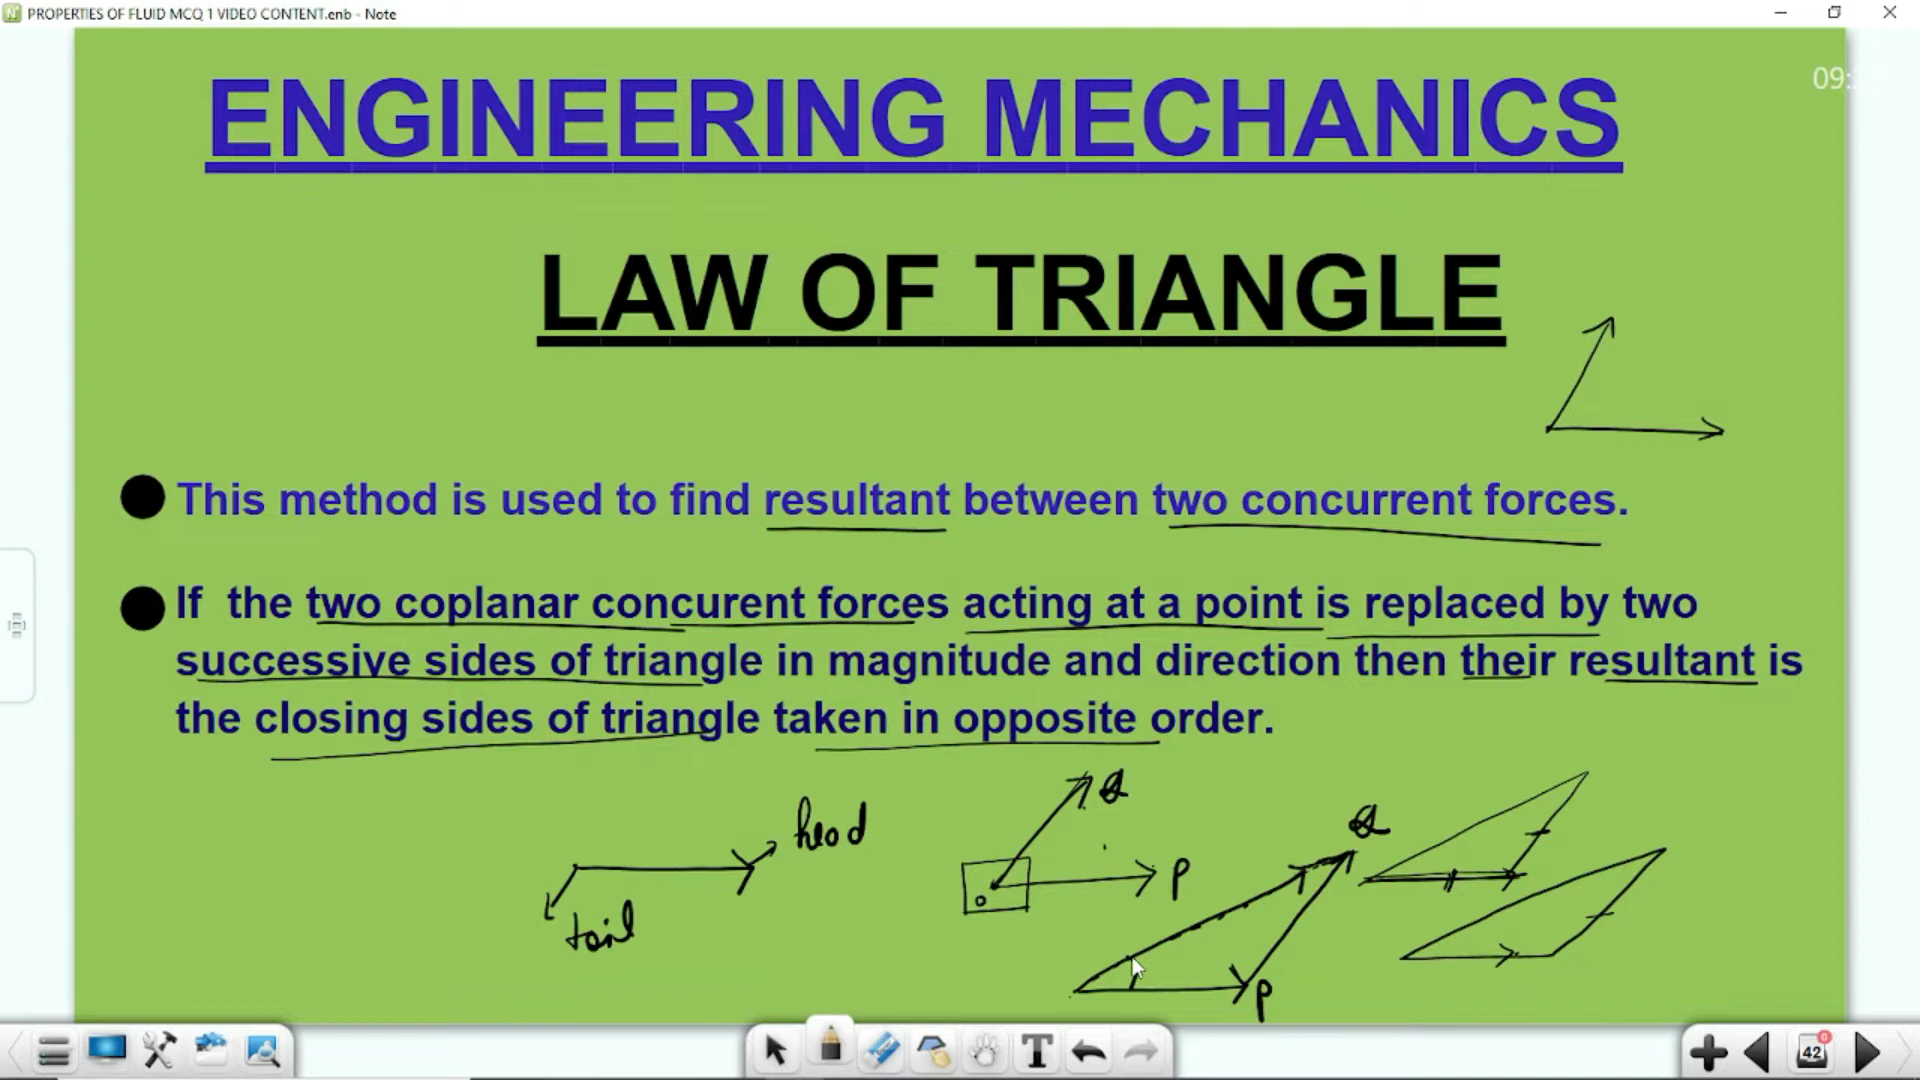 PROPERTIES OF FLUID MCQ 1 VIDEO CONTENT.enb - Note
09:
ENGINEERING MECHANICS
LAW OF TRIANGLE
This method is used to find resultant between two concurrent forces.
If the two coplanar concurent forces acting at a point is replaced by two
successive sides of triangle in magnitude and direction then their resultant is
the closing sides of triangle taken in opposite order.
head
tail
Q
P
o
Q
P
T
42
0